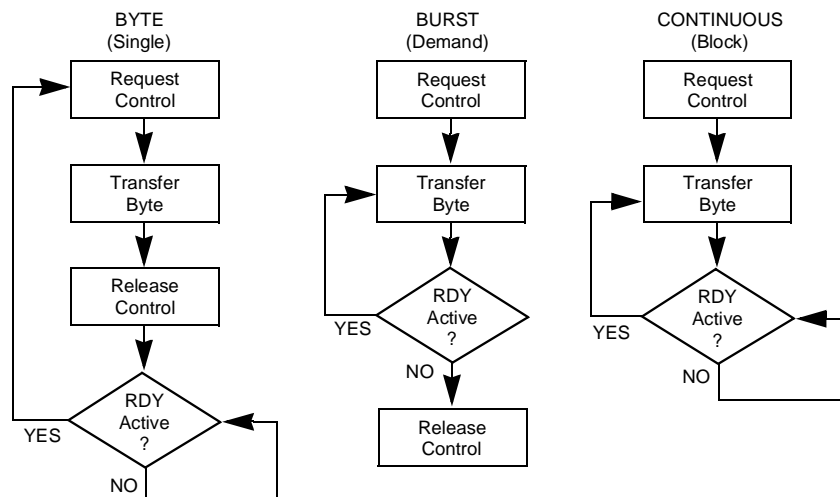 BYTE
(Single)
Request
Control
Transfer
Byte
Release
Control
RDY
Active
?
YES
NO
BURST
(Demand)
Request
Control
Transfer
Byte
RDY
Active
?
YES
NO
Release
Control
CONTINUOUS
(Block)
Request
Control
Transfer
Byte
RDY
Active
?
YES
NO